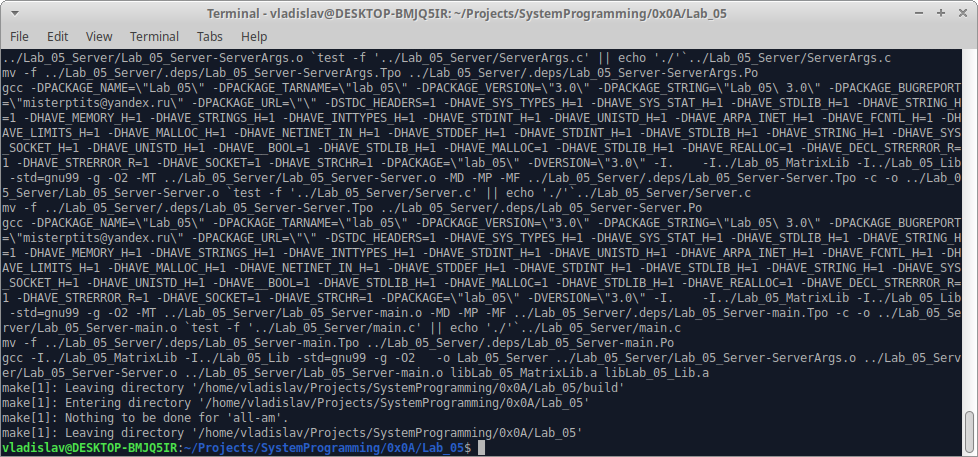 Terminal - vladislav@DESKTOP-BMJQ5IR: ~/Projects/SystemProgramming/0x0A/Lab_05
File Edit View Terminal Tabs Help
../Lab_05_Server/Lab_05_Server-ServerArgs.o `test -f '../Lab_05_Server/ServerArgs.c' || echo './'`../Lab_05_Server/ServerArgs.c
mv -f ../Lab_05_Server/.deps/Lab_05_Server-ServerArgs.Tpo ../Lab_05_Server/.deps/Lab_05_Server-ServerArgs.Po
gcc -DPACKAGE_NAME=\"Lab_05\" -DPACKAGE_TARNAME=\"lab_05\" -DPACKAGE_VERSION=\"3.0\" -DPACKAGE_STRING=\"Lab_05\ 3.0\" -DPACKAGE_BUGREPORT
=\"misterptits@yandex.ru\" -DPACKAGE_URL=\"\" -DSTDC_HEADERS=1 -DHAVE_SYS_TYPES_H=1 -DHAVE_SYS_STAT_H=1 -DHAVE_STDLIB_H=1 -DHAVE_STRING_H
=1 -DHAVE_MEMORY_H=1 -DHAVE_STRINGS_H=1 -DHAVE_INTTYPES_H=1 -DHAVE_STDINT_H=1 -DHAVE_UNISTD_H=1 -DHAVE_ARPA_INET_H=1 -DHAVE_FCNTL_H=1 -DH
AVE_LIMITS_H=1 -DHAVE_MALLOC_H=1 -DHAVE_NETINET_IN_H=1 -DHAVE_STDDEF_H=1 -DHAVE_STDINT_H=1 -DHAVE_STDLIB_H=1 -DHAVE_STRING_H=1 -DHAVE_SYS
_SOCKET_H=1 -DHAVE_UNISTD_H=1 -DHAVE__BOOL=1 -DHAVE_STDLIB_H=1 -DHAVE_MALLOC=1 -DHAVE_STDLIB_H=1 -DHAVE_REALLOC=1 -DHAVE_DECL_STRERROR_R=
1 -DHAVE_STRERROR_R=1 -DHAVE_SOCKET=1 -DHAVE_STRCHR=1 -DPACKAGE=\"lab_05\" -DVERSION=\"3.0\" -I. -I../Lab_05_MatrixLib -I../Lab_05_Lib
-std=gnu99 -g -O2 -MT ../Lab_05_Server/Lab_05_Server-Server.o -MD -MP -MF ../Lab_05_Server/.deps/Lab_05_Server-Server.Tpo -c -o ../Lab_0
5_Server/Lab_05_Server-Server.o `test -f '../Lab_05_Server/Server.c' || echo './'`../Lab_05_Server/Server.c
mv -f ../Lab_05_Server/.deps/Lab_05_Server-Server.Tpo ../Lab_05_Server/.deps/Lab_05_Server-Server.Po
gcc -DPACKAGE_NAME=\"Lab_05\" -DPACKAGE_TARNAME=\"lab_05\" -DPACKAGE_VERSION=\"3.0\" -DPACKAGE_STRING=\"Lab_05\ 3.0\" -DPACKAGE_BUGREPORT
=\"misterptits@yandex.ru\" -DPACKAGE_URL=\"\" -DSTDC_HEADERS=1 -DHAVE_SYS_TYPES_H=1 -DHAVE_SYS_STAT_H=1 -DHAVE_STDLIB_H=1 -DHAVE_STRING_H
=1 -DHAVE_MEMORY_H=1 -DHAVE_STRINGS_H=1 -DHAVE_INTTYPES_H=1 -DHAVE_STDINT_H=1 -DHAVE_UNISTD_H=1 -DHAVE_ARPA_INET_H=1 -DHAVE_FCNTL_H=1 -DH
AVE_LIMITS_H=1 -DHAVE_MALLOC_H=1 -DHAVE_NETINET_IN_H=1 -DHAVE_STDDEF_H=1 -DHAVE_STDINT_H=1 -DHAVE_STDLIB_H=1 -DHAVE_STRING_H=1 -DHAVE_SYS
_SOCKET_H=1 -DHAVE_UNISTD_H=1 -DHAVE__BOOL=1 -DHAVE_STDLIB_H=1 -DHAVE_MALLOC=1 -DHAVE_STDLIB_H=1 -DHAVE_REALLOC=1 -DHAVE_DECL_STRERROR_R=
1 -DHAVE_STRERROR_R=1 -DHAVE_SOCKET=1 -DHAVE_STRCHR=1 -DPACKAGE=\"lab_05\" -DVERSION=\"3.0\" -I. -I../Lab_05_MatrixLib -I../Lab_05_Lib
-std=gnu99 -g -O2 -MT ../Lab_05_Server/Lab_05_Server-main.o -MD -MP -MF ../Lab_05_Server/.deps/Lab_05_Server-main.Tpo -c -o ../Lab_05_Se
rver/Lab_05_Server-main.o `test -f '../Lab_05_Server/main.c' || echo './'`../Lab_05_Server/main.c
mv -f ../Lab_05_Server/.deps/Lab_05_Server-main.Tpo ../Lab_05_Server/.deps/Lab_05_Server-main.Po
gcc -I../Lab_05_MatrixLib -I../Lab_05_Lib -std=gnu99 -g -O2 -o Lab_05_Server ../Lab_05_Server/Lab_05_Server-ServerArgs.o ../Lab_05_Serv
er/Lab_05_Server-Server.o ../Lab_05_Server/Lab_05_Server-main.o libLab_05_MatrixLib.a libLab_05_Lib.a
make[1]: Leaving directory '/home/vladislav/Projects/SystemProgramming/0x0A/Lab_05/build'
make[1]: Entering directory '/home/vladislav/Projects/SystemProgramming/0x0A/Lab_05'
make[1]: Nothing to be done for 'all-am'.
make[1]: Leaving directory '/home/vladislav/Projects/SystemProgramming/0x0A/Lab_05'
vladislav@DESKTOP-BMJQ5IR:~/Projects/SystemProgramming/0x0A/Lab_05$